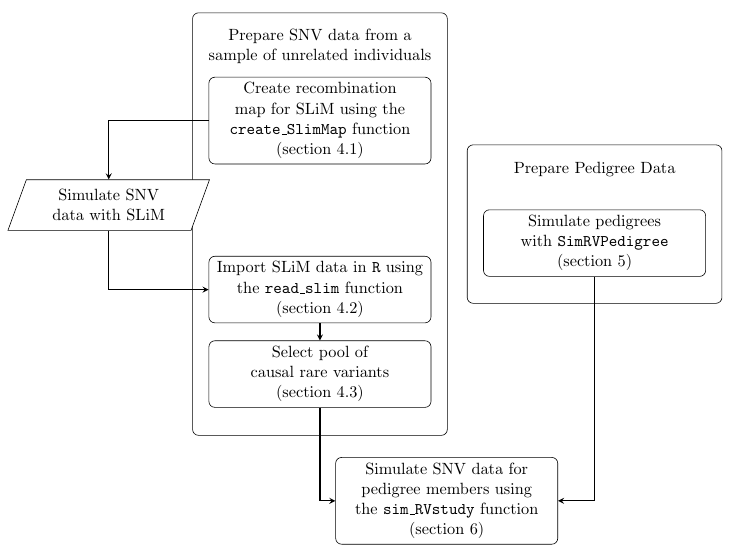 Prepare SNV data from a
sample of unrelated individuals
Create recombination
map for SLiM using the
create_SlimMap function
(section 4.1)
Simulate SNV
data with SLiM
Import SLiM data in R using
the read_slim function
(section 4.2)
Select pool of
causal rare variants
(section 4.3)
Prepare Pedigree Data
Simulate pedigrees
with SimRVPedigree
(section 5)
Simulate SNV data for
pedigree members using
the sim_RVstudy function
(section 6)